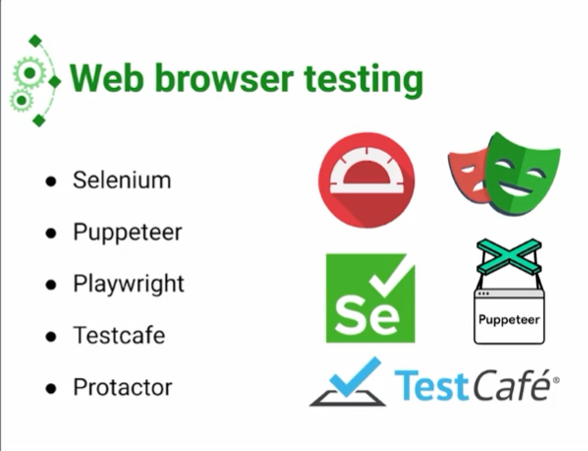 Web browser testing
● Selenium
● Puppeteer
● Playwright
● Testcafe
● Protactor
Se
Puppeteer
TestCafé®